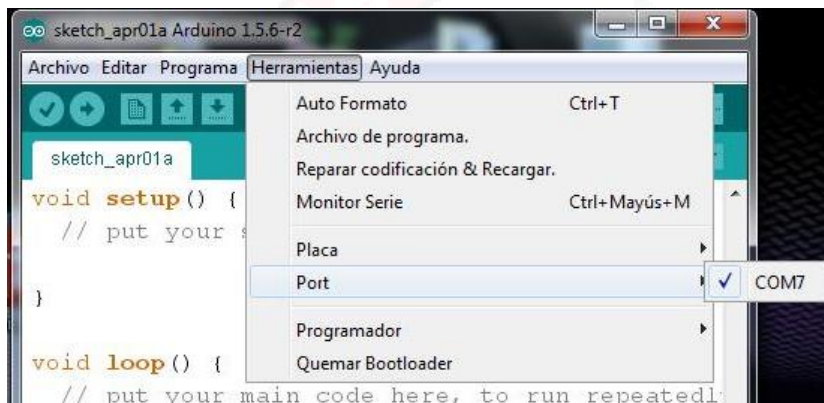 sketch_apr01a Arduino 1.5.6-r2
Archivo Editar Programa Herramientas Ayuda
Auto Formato Ctrl+T
Archivo de programa.
sketch_apr01a
Reparar codificación & Recargar.
void setup() {
Monitor Serie Ctrl+Mayús+M
// put your
Placa
Port COM7
}
Programador
void loop() {
Quemar Bootloader
// put your main code here, to run repeatedl